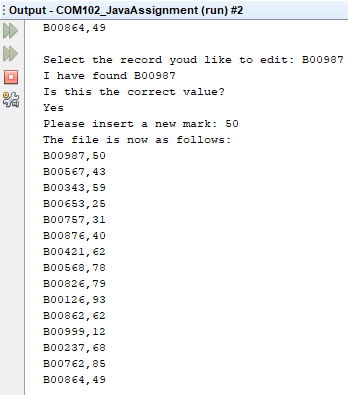 Output - COM102_JavaAssignment (run) #2
B00864,49
Select the record youd like to edit: B00987
I have found B00987
Is this the correct value?
Yes
Please insert a new mark: 50
The file is now as follows:
B00987,50
B00567,43
B00343,59
B00653,25
B00757,31
B00876,40
B00421,62
B00568,78
B00826,79
B00126,93
B00862,62
B00999,12
B00237,68
B00762,85
B00864,49